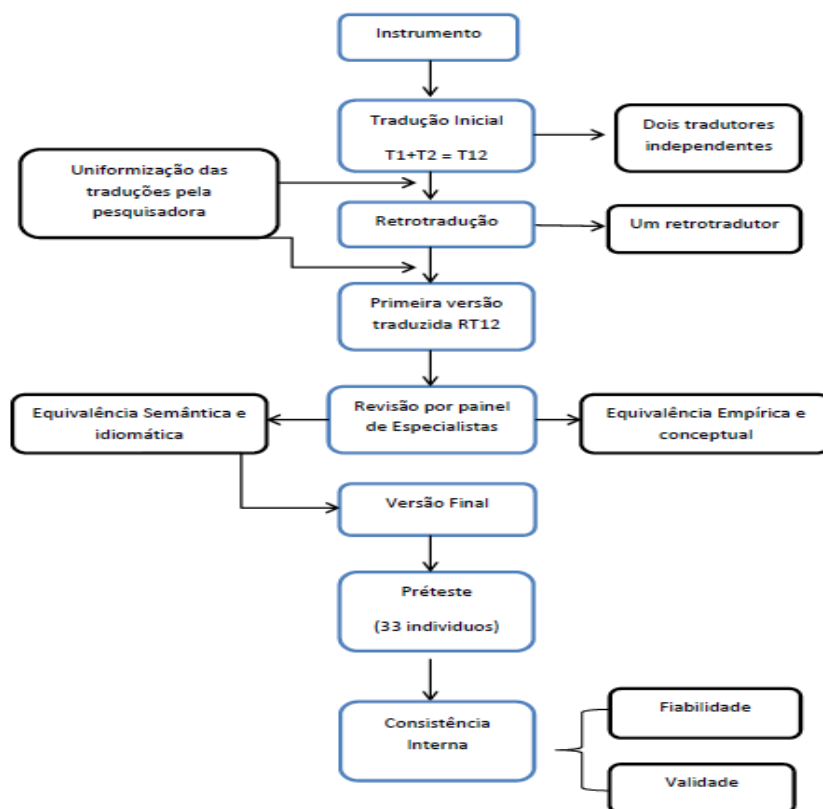 Instrumento
Tradução Inicial
T1+T2 = T12
Dois tradutores
independentes
Uniformização das
traduções pela
pesquisadora
Retrotradução
Um retrotradutor
Primeira versão
traduzida RT12
Equivalência Semântica e
idiomática
Revisão por painel
de Especialistas
Equivalência Empírica e
conceptual
Versão Final
Préteste
(33 individuos)
Consistência
Interna
Fiabilidade
Validade